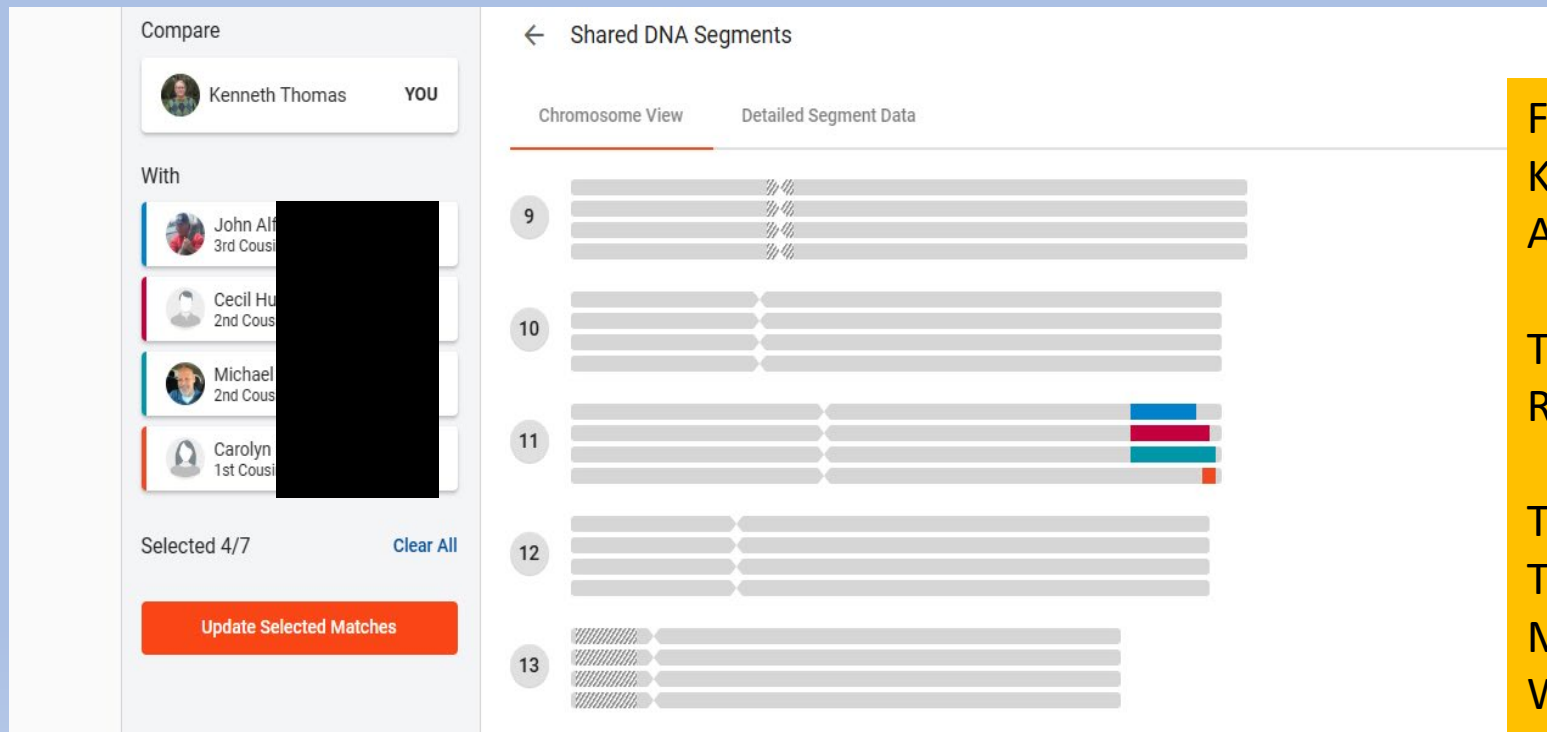 Compare
Kenneth Thomas YOU
With
John Alf
3rd Cousi
Cecil Hu
2nd Cous
Michael
2nd Cous
Carolyn
1st Cousi
Selected 4/7 Clear All
Update Selected Matches
← Shared DNA Segments
Chromosome View Detailed Segment Data
9
10
11
12
13
F
K
A
T
R
T
T
M
W